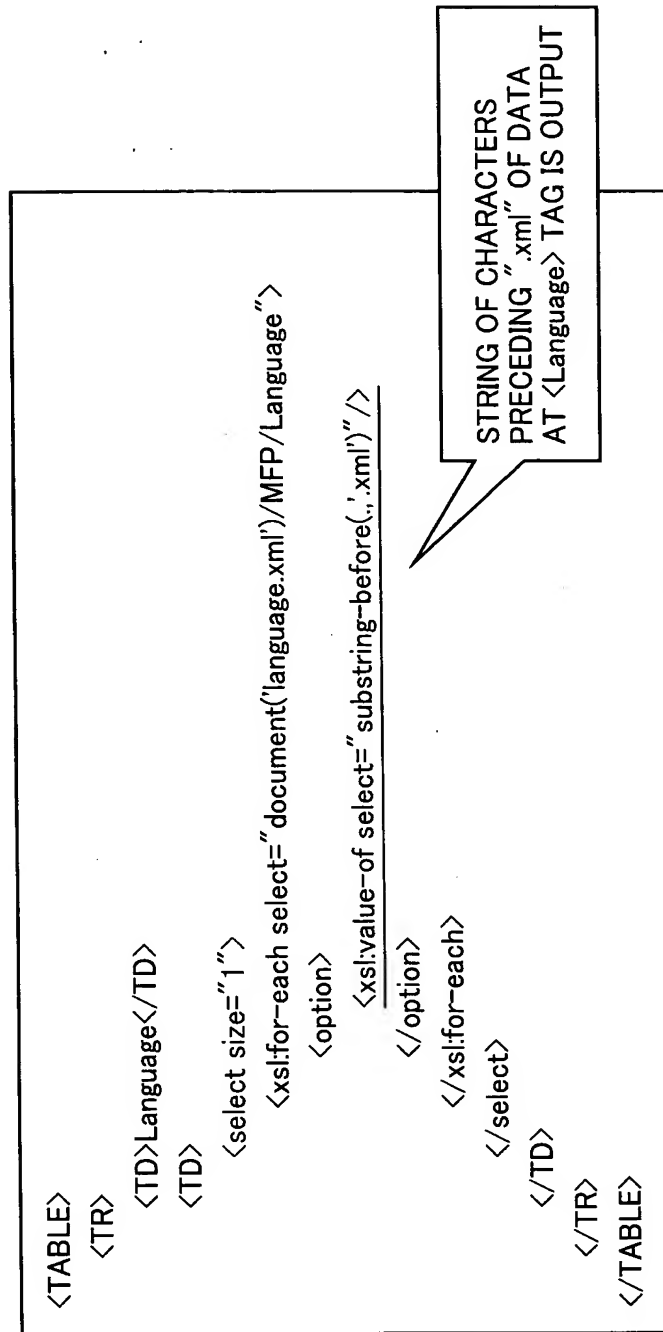 <TABLE>
<TR>
<TD>Language</TD>
<TD>
<select size="1">
<xsl:for-each select="document('language.xml')/MFP/Language">
<option>
<xsl:value-of select="substring-before(.,'.xml')"/>
</option>
</xsl:for-each>
</select>
</TD>
</TR>
</TABLE>
STRING OF CHARACTERS
PRECEDING ".xml" OF DATA
AT <Language> TAG IS OUTPUT